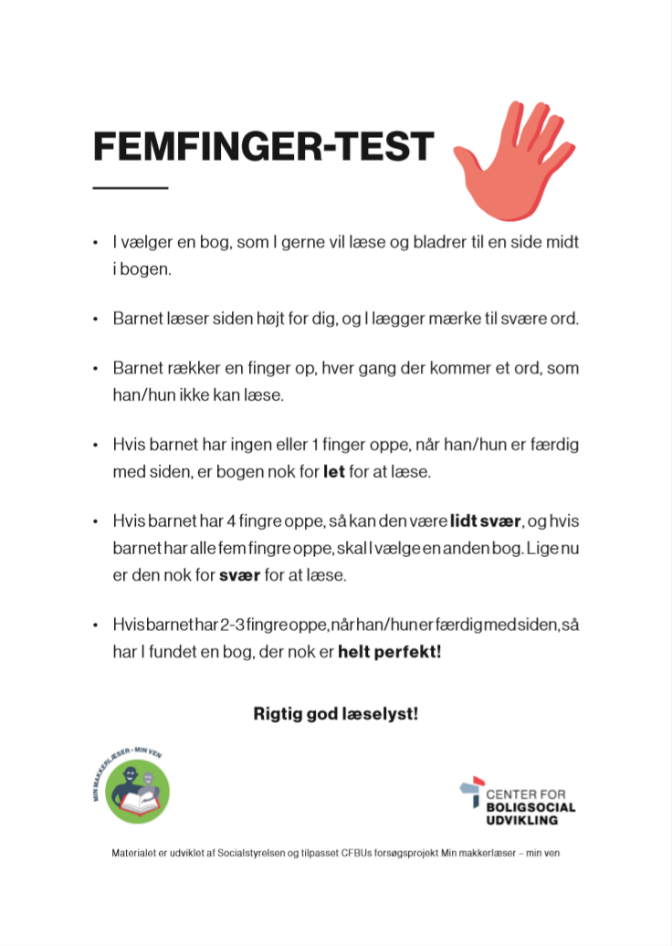 FEMFINGER-TEST
• I vælger en bog, som I gerne vil læse og bladrer til en side midt
i bogen.
• Barnet læser siden højt for dig, og I lægger mærke til svære ord.
• Barnet rækker en finger op, hver gang der kommer et ord, som
han/hun ikke kan læse.
• Hvis barnet har ingen eller 1 finger oppe, når han/hun er færdig
med siden, er bogen nok for let for at læse.
• Hvis barnet har 4 fingre oppe, så kan den være lidt svær, og hvis
barnet har alle fem fingre oppe, skal I vælge en anden bog. Lige nu
er den nok for svær for at læse.
• Hvis barnet har 2-3 fingre oppe, når han/hun er færdig med siden, så
har I fundet en bog, der nok er helt perfekt!
Rigtig god læselyst!
MIN MAKKERLÆSER - MIN VEN
CENTER FOR
BOLIGSOCIAL
UDVIKLING
Materialet er udviklet af Socialstyrelsen og tilpasset CFBUs forsøgsprojekt Min makkerlæser – min ven